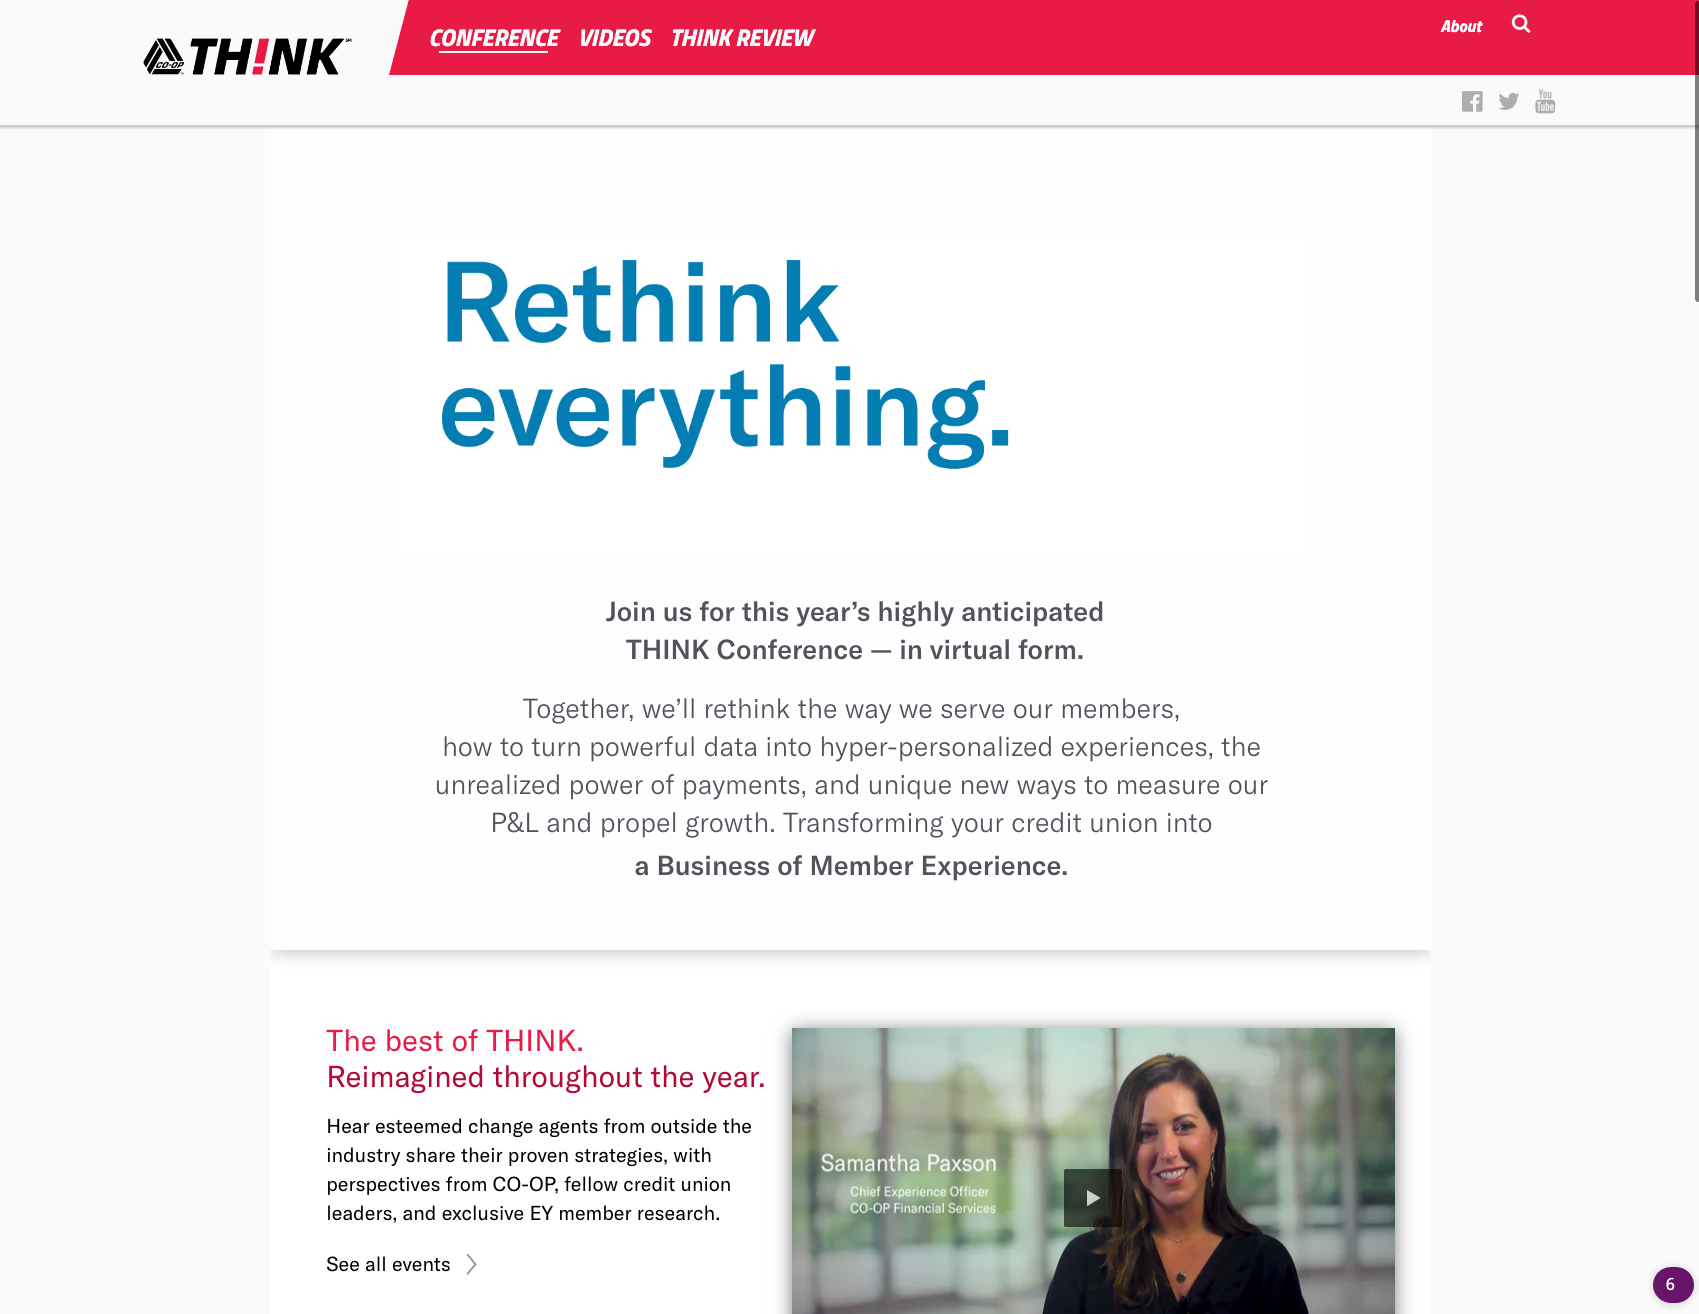 CO-OP TH!NK SM
CONFERENCE VIDEOS THINK REVIEW
About
You
Tube
Rethink
everything.
Join us for this year’s highly anticipated
THINK Conference — in virtual form.
Together, we’ll rethink the way we serve our members,
how to turn powerful data into hyper-personalized experiences, the
unrealized power of payments, and unique new ways to measure our
P&L and propel growth. Transforming your credit union into
a Business of Member Experience.
The best of THINK.
Reimagined throughout the year.
Hear esteemed change agents from outside the
industry share their proven strategies, with
perspectives from CO-OP, fellow credit union
leaders, and exclusive EY member research.
See all events
Samantha Paxson
Chief Experience Officer
CO-OP Financial Services
6